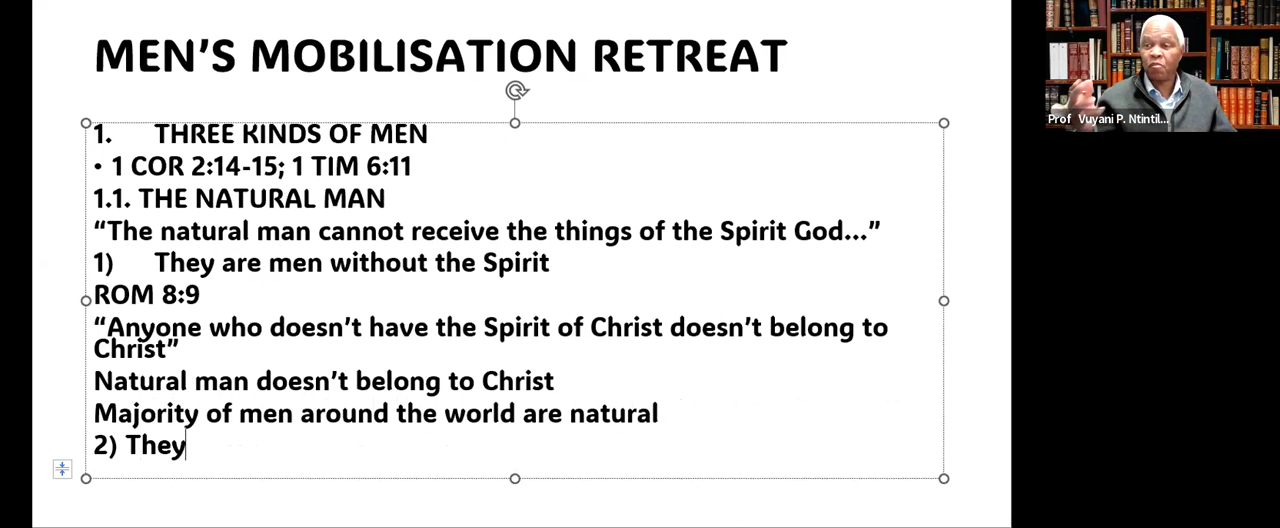 MEN'S MOBILISATION RETREAT
1. THREE KINDS OF MEN
• 1 COR 2:14-15; 1 TIM 6:11
1.1. THE NATURAL MAN
“The natural man cannot receive the things of the Spirit God...”
1) They are men without the Spirit
ROM 8:9
“Anyone who doesn't have the Spirit of Christ doesn't belong to
Christ”
Natural man doesn't belong to Christ
Majority of men around the world are natural
2) They
Prof Vuyani P. Ntintil...